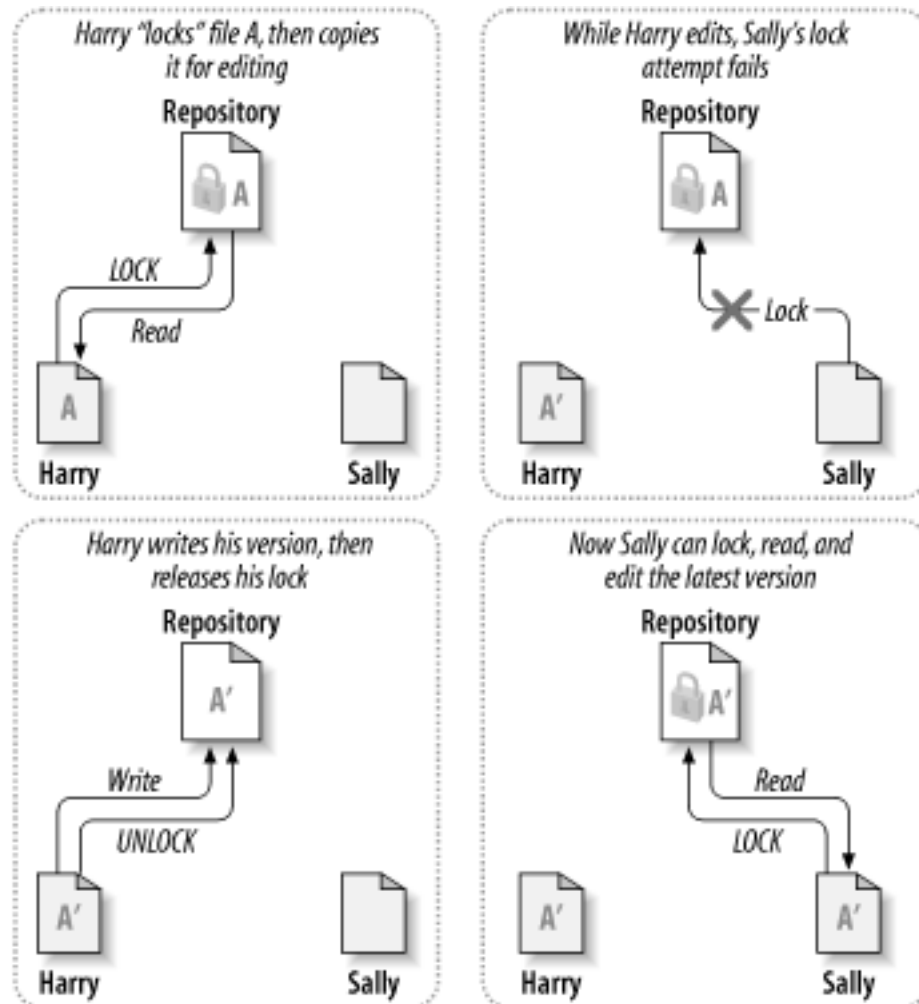 Harry “locks” file A, then copies
it for editing
Repository
A
LOCK
Read
A
Harry
Sally
While Harry edits, Sally’s lock
attempt fails
Repository
A
Lock
A′
Harry
Sally
Harry writes his version, then
releases his lock
Repository
A′
Write
UNLOCK
A′
Harry
Sally
Now Sally can lock, read, and
edit the latest version
Repository
A′
Read
LOCK
A′
A′
Harry
Sally